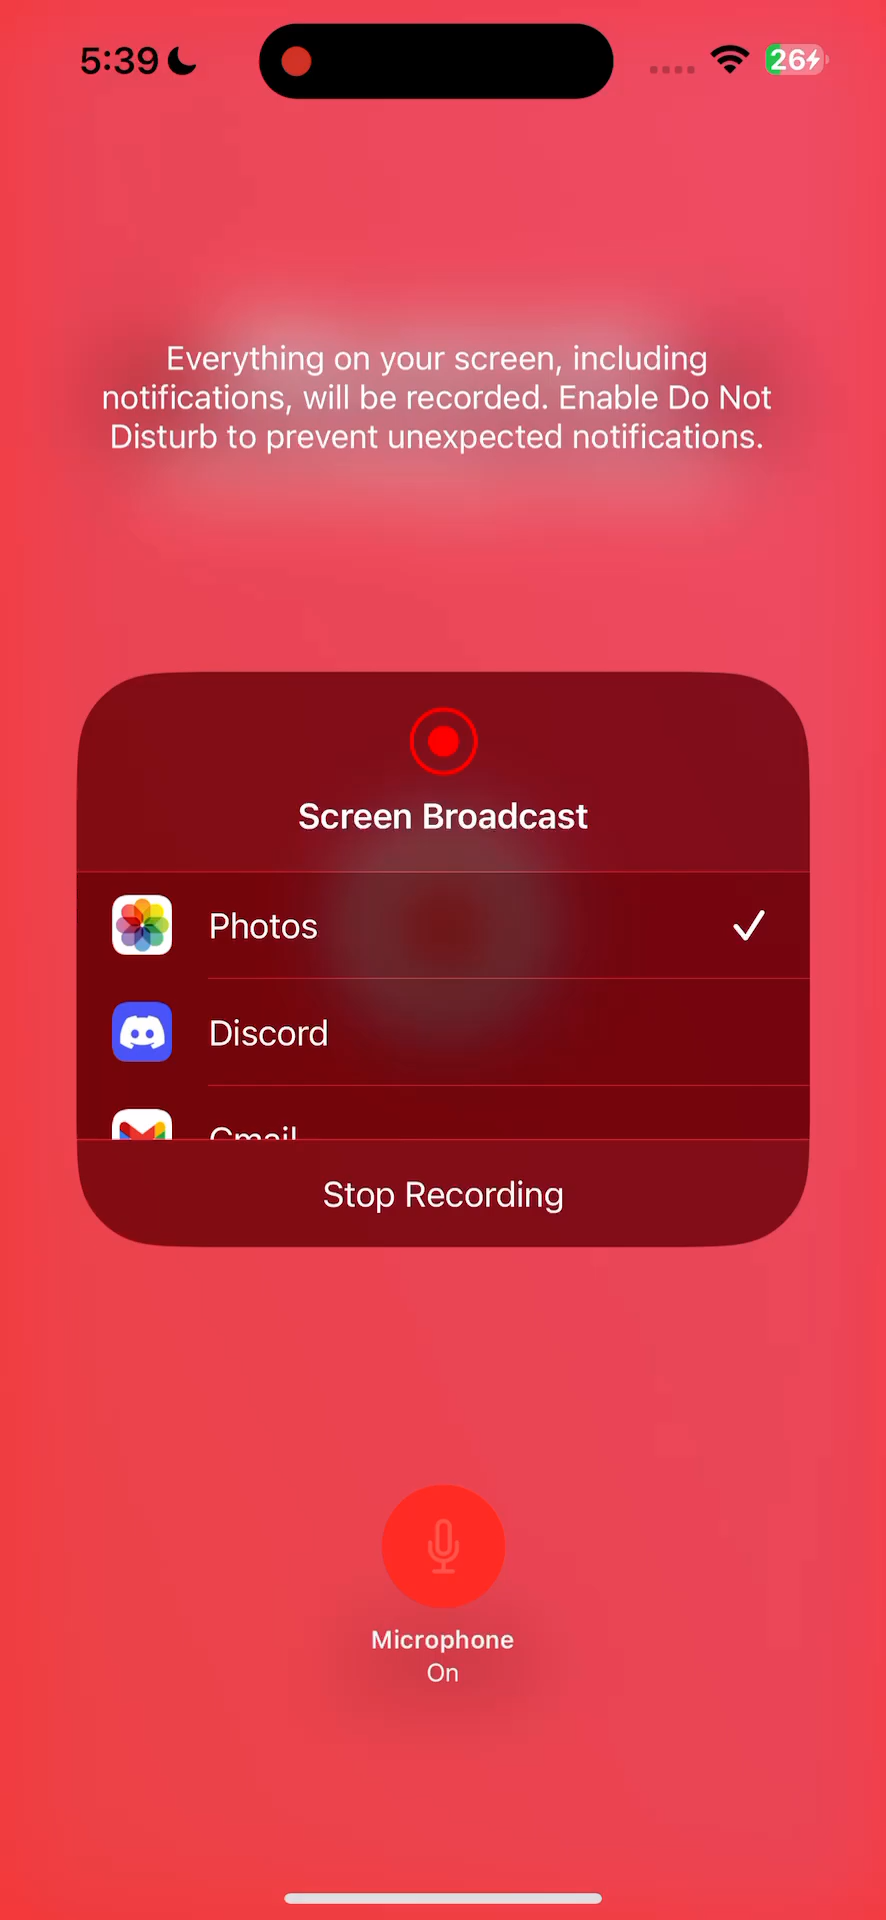 5:39
26
Everything on your screen, including
notifications, will be recorded. Enable Do Not
Disturb to prevent unexpected notifications.
Screen Broadcast
Photos
Discord
Gmail
Stop Recording
Microphone
On